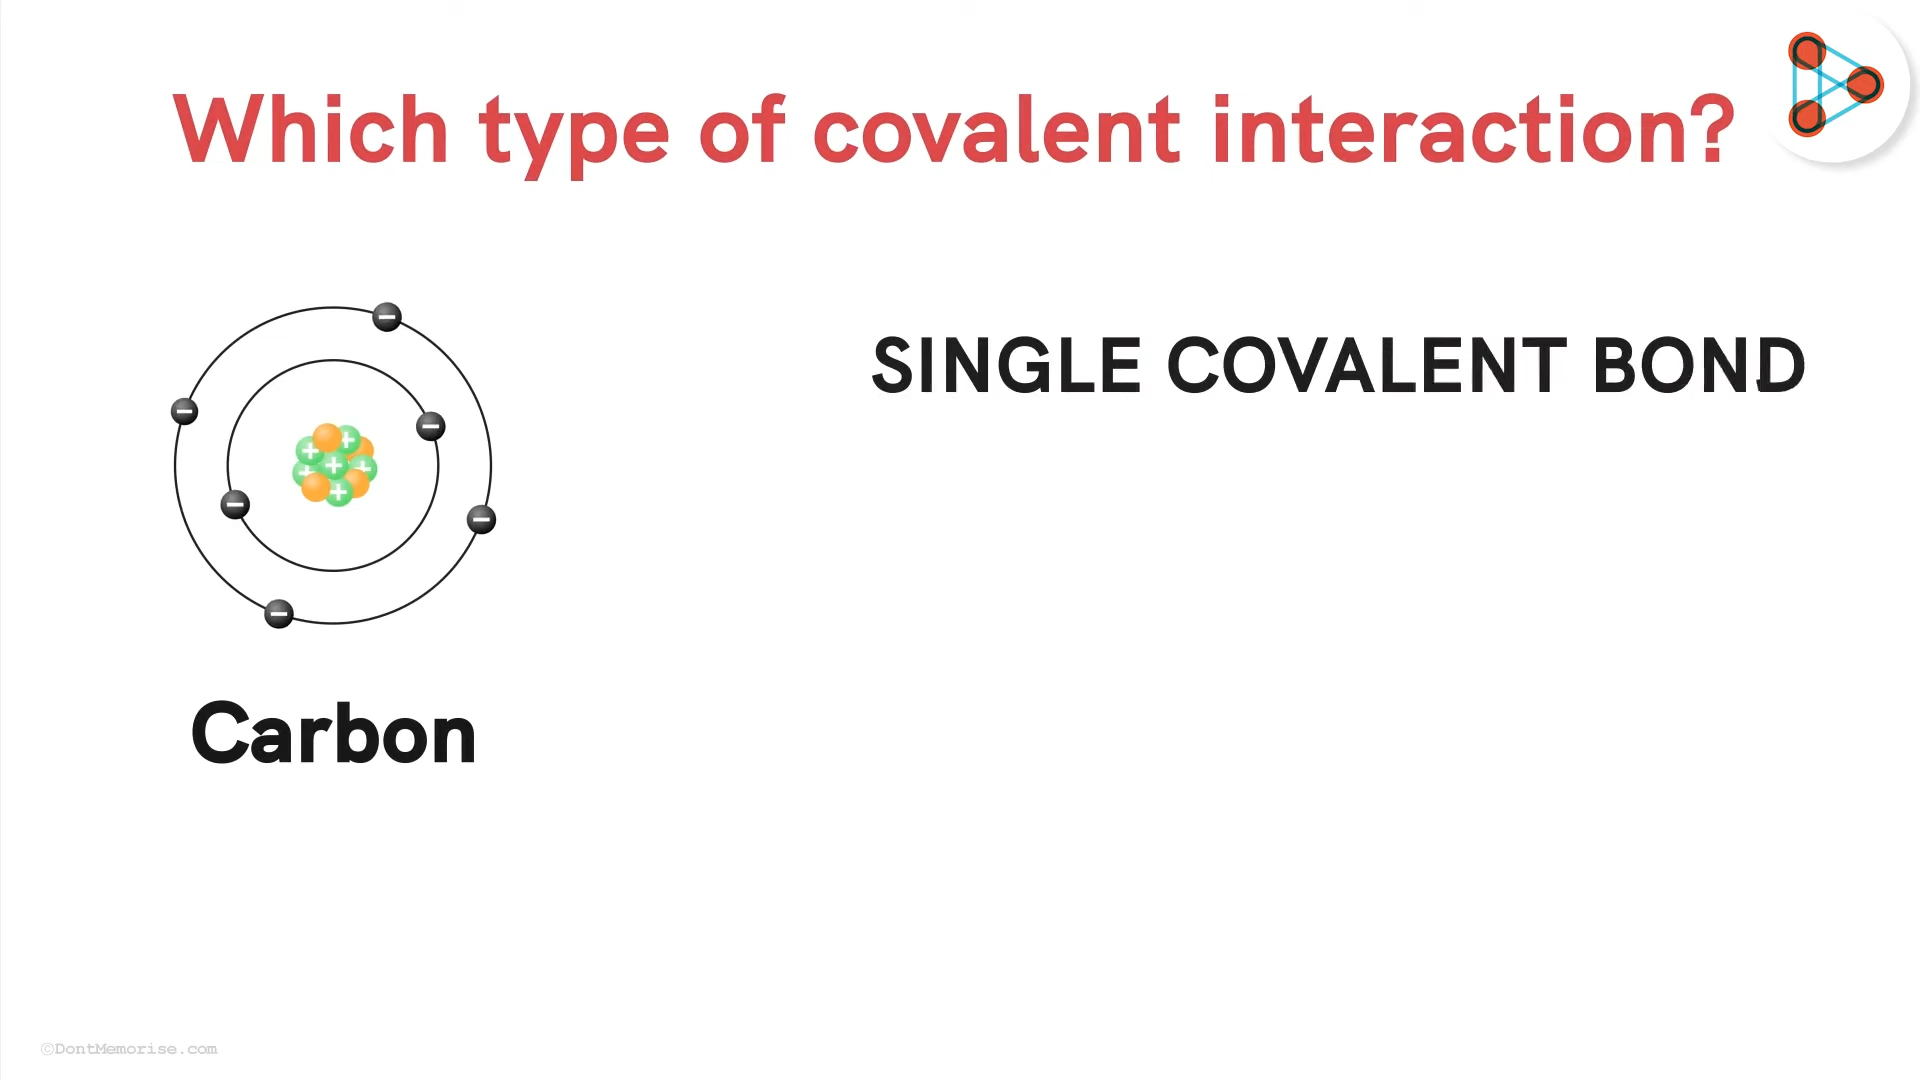 Which type of covalent interaction?
SINGLE COVALENT BOND
Carbon
©DontMemorise.com